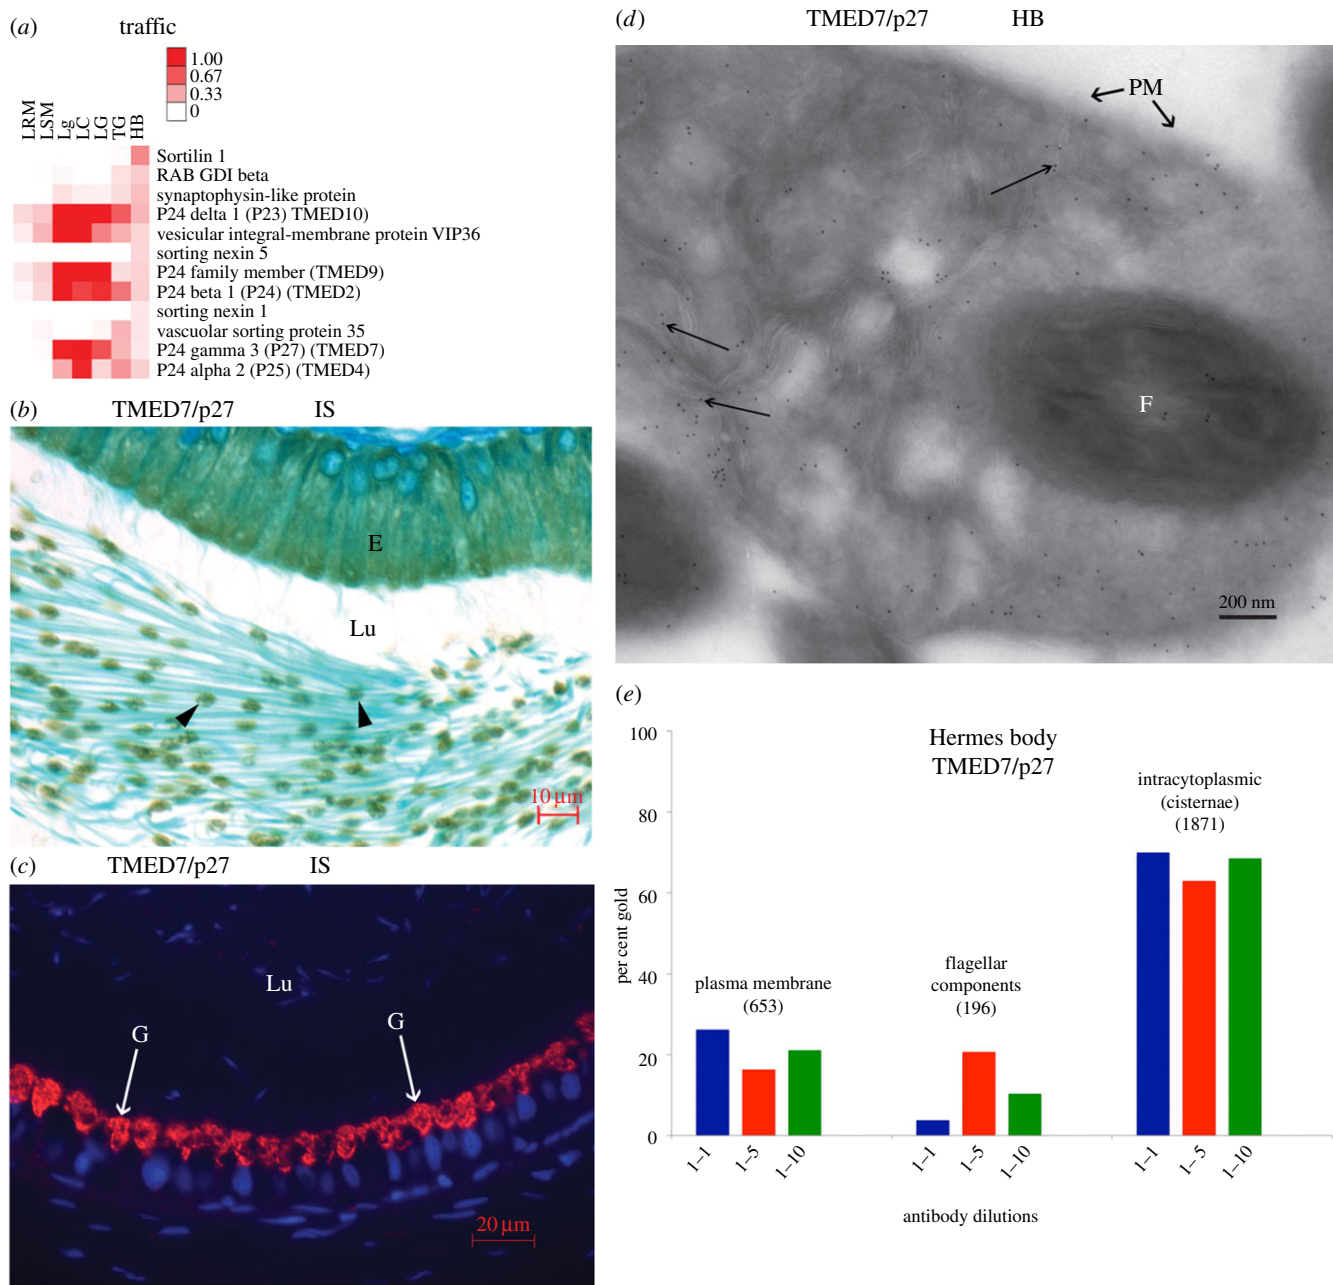 (a) traffic
1.00
0.67
0.33
0
LRM
LSM
Lg
LC
LG
TG
HB
Sortilin 1
RAB GDI beta
synaptophysin-like protein
P24 delta 1 (P23) TMED10)
vesicular integral-membrane protein VIP36
sorting nexin 5
P24 family member (TMED9)
P24 beta 1 (P24) (TMED2)
sorting nexin 1
vascuolar sorting protein 35
P24 gamma 3 (P27) (TMED7)
P24 alpha 2 (P25) (TMED4)
(b) TMED7/p27 IS
E
Lu
10 µm
(c) TMED7/p27 IS
Lu
G G
20 µm
(d) TMED7/p27 HB
PM
F
200 nm
(e)
Hermes body
TMED7/p27
per cent gold
100
80
60
40
20
0
plasma membrane
(653)
flagellar
components
(196)
intracytoplasmic
(cisternae)
(1871)
1–1 1–5 1–10 1–1 1–5 1–10 1–1 1–5 1–10
antibody dilutions